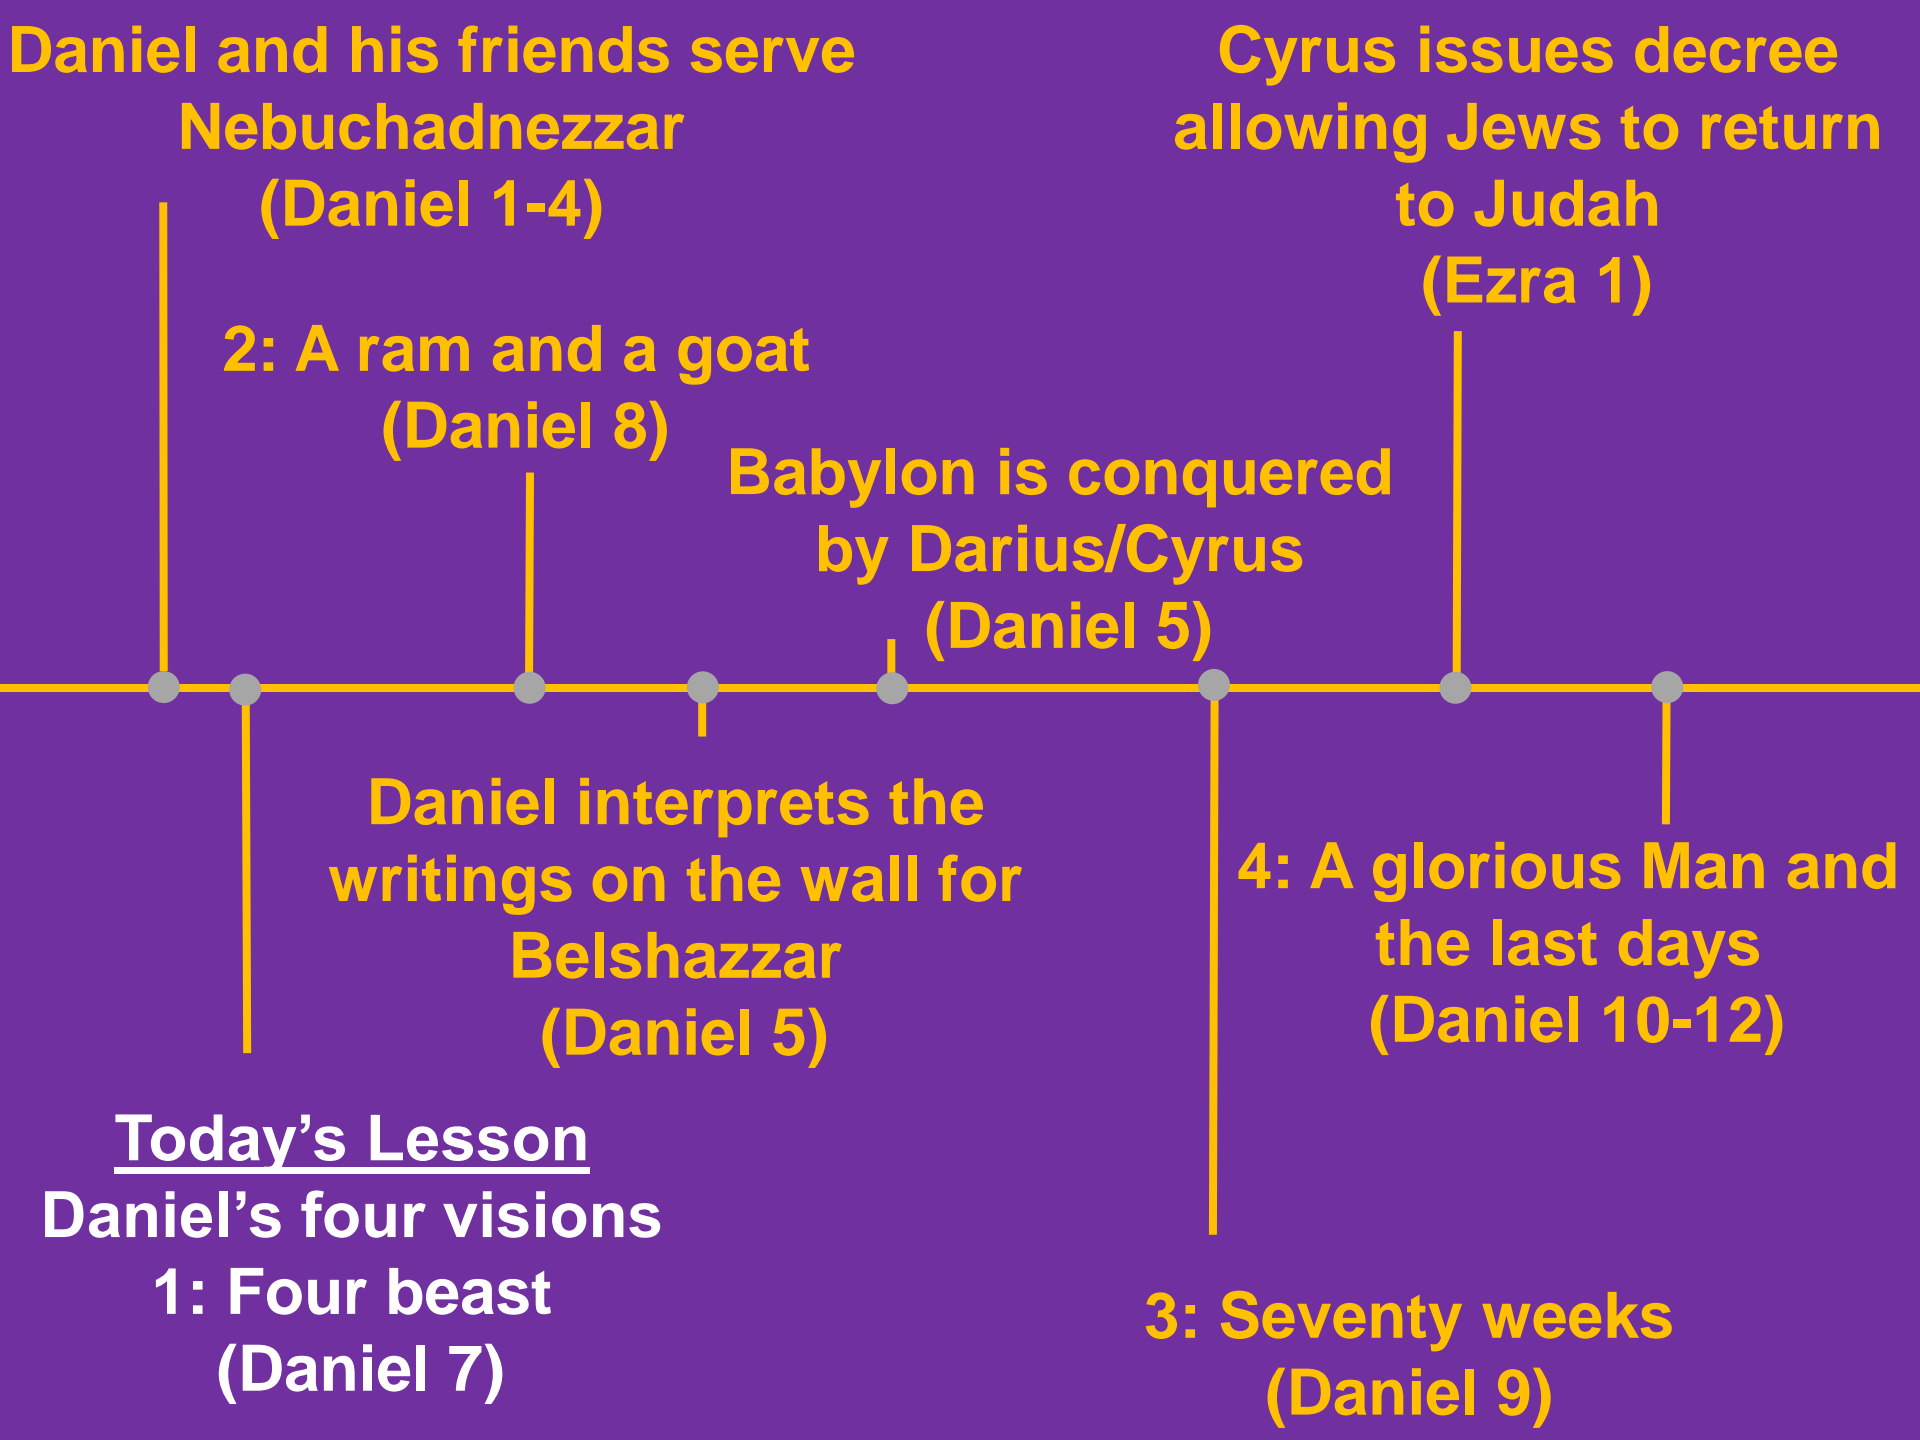 Daniel and his friends serve
Nebuchadnezzar
(Daniel 1-4)
Cyrus issues decree
allowing Jews to return
to Judah
(Ezra 1)
2: A ram and a goat
(Daniel 8)
Babylon is conquered
by Darius/Cyrus
(Daniel 5)
Daniel interprets the
writings on the wall for
Belshazzar
(Daniel 5)
4: A glorious Man and
the last days
(Daniel 10-12)
Today’s Lesson
Daniel’s four visions
1: Four beast
(Daniel 7)
3: Seventy weeks
(Daniel 9)